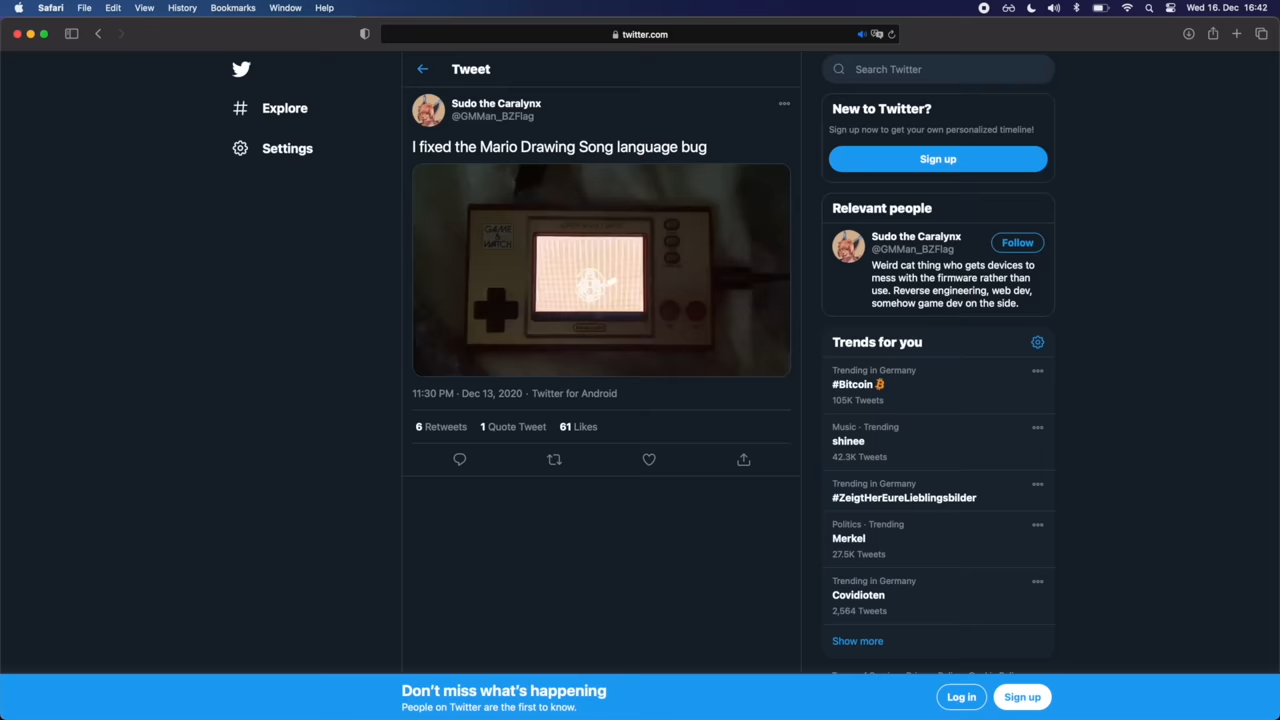 Safari File Edit View History Bookmarks Window Help
Wed 16. Dec 16:42
twitter.com
Explore
Settings
Tweet
Sudo the Caralynx
@GMMan_BZFlag
I fixed the Mario Drawing Song language bug
GAME &
WATCH
Nintendo
11:30 PM · Dec 13, 2020 · Twitter for Android
6 Retweets 1 Quote Tweet 61 Likes
Search Twitter
New to Twitter?
Sign up now to get your own personalized timeline!
Sign up
Relevant people
Sudo the Caralynx
@GMMan_BZFlag
Follow
Weird cat thing who gets devices to
mess with the firmware rather than
use. Reverse engineering, web dev,
somehow game dev on the side.
Trends for you
Trending in Germany
#Bitcoin
105K Tweets
Music · Trending
shinee
42.3K Tweets
Trending in Germany
#ZeigtHerEureLieblingsbilder
Politics · Trending
Merkel
27.5K Tweets
Trending in Germany
Covidioten
2,564 Tweets
Show more
Don't miss what's happening
People on Twitter are the first to know.
Log in
Sign up